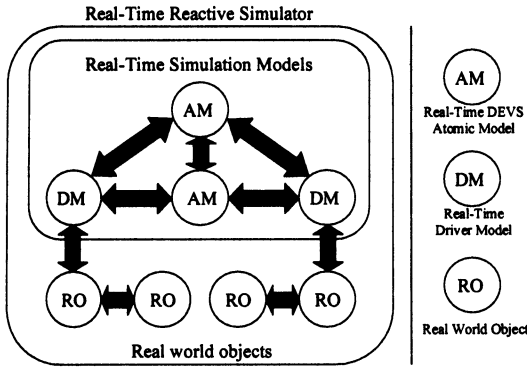 Real-Time Reactive Simulator
Real-Time Simulation Models
AM
DM
AM
DM
RO
RO
RO
RO
Real world objects
AM
Real-Time DEVS
Atomic Model
DM
Real-Time
Driver Model
RO
Real World Object